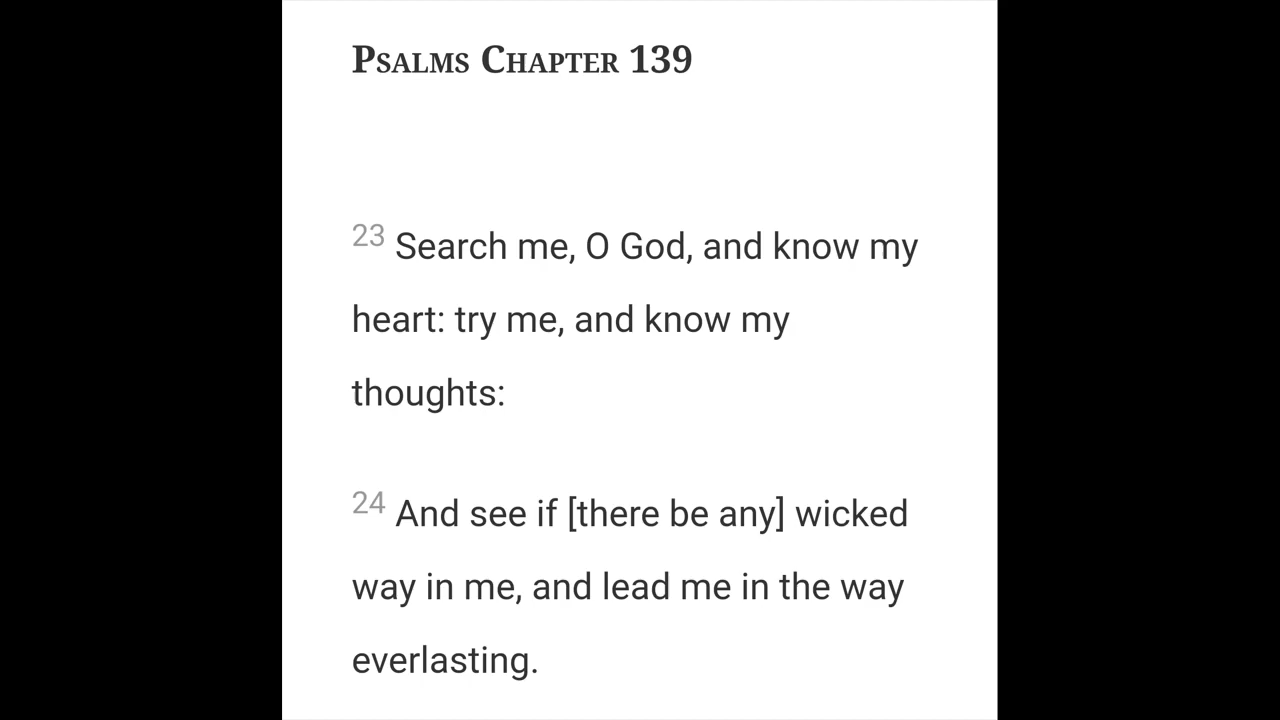 Psalms Chapter 139
23 Search me, O God, and know my
heart: try me, and know my
thoughts:
24 And see if [there be any] wicked
way in me, and lead me in the way
everlasting.